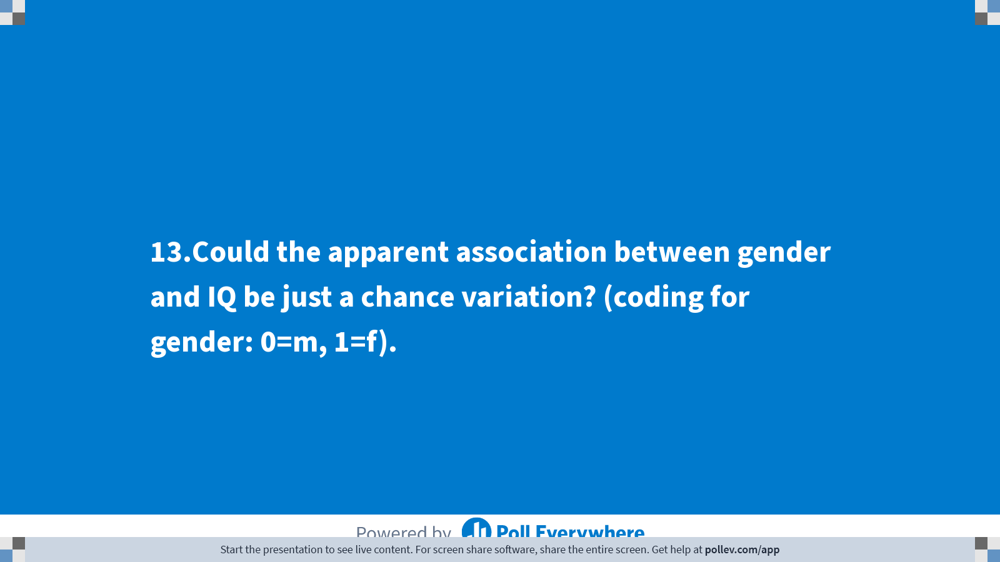 13.Could the apparent association between gender
and IQ be just a chance variation? (coding for
gender: 0=m, 1=f).
Powered by Poll Everywhere
Start the presentation to see live content. For screen share software, share the entire screen. Get help at pollev.com/app